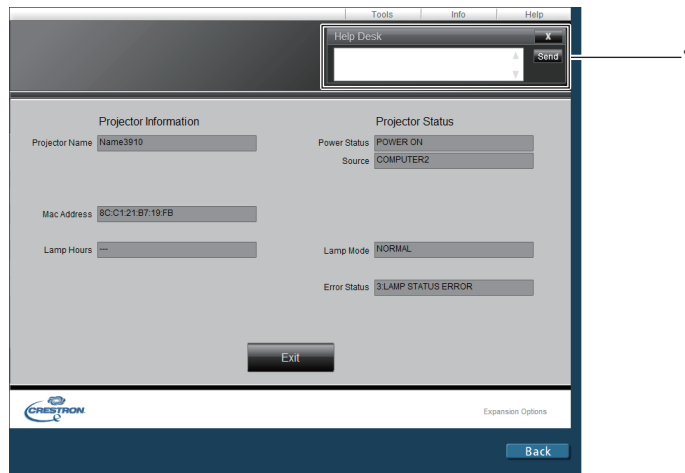 Tools Info Help
Help Desk X
Send
Projector Information Projector Status
Projector Name Name3910 Power Status POWER ON
Source COMPUTER2
Mac Address 8C:C1:21:B7:19:FB
Lamp Hours --- Lamp Mode NORMAL
Error Status 3:LAMP STATUS ERROR
Exit
CRESTRON. Expansion Options
Back